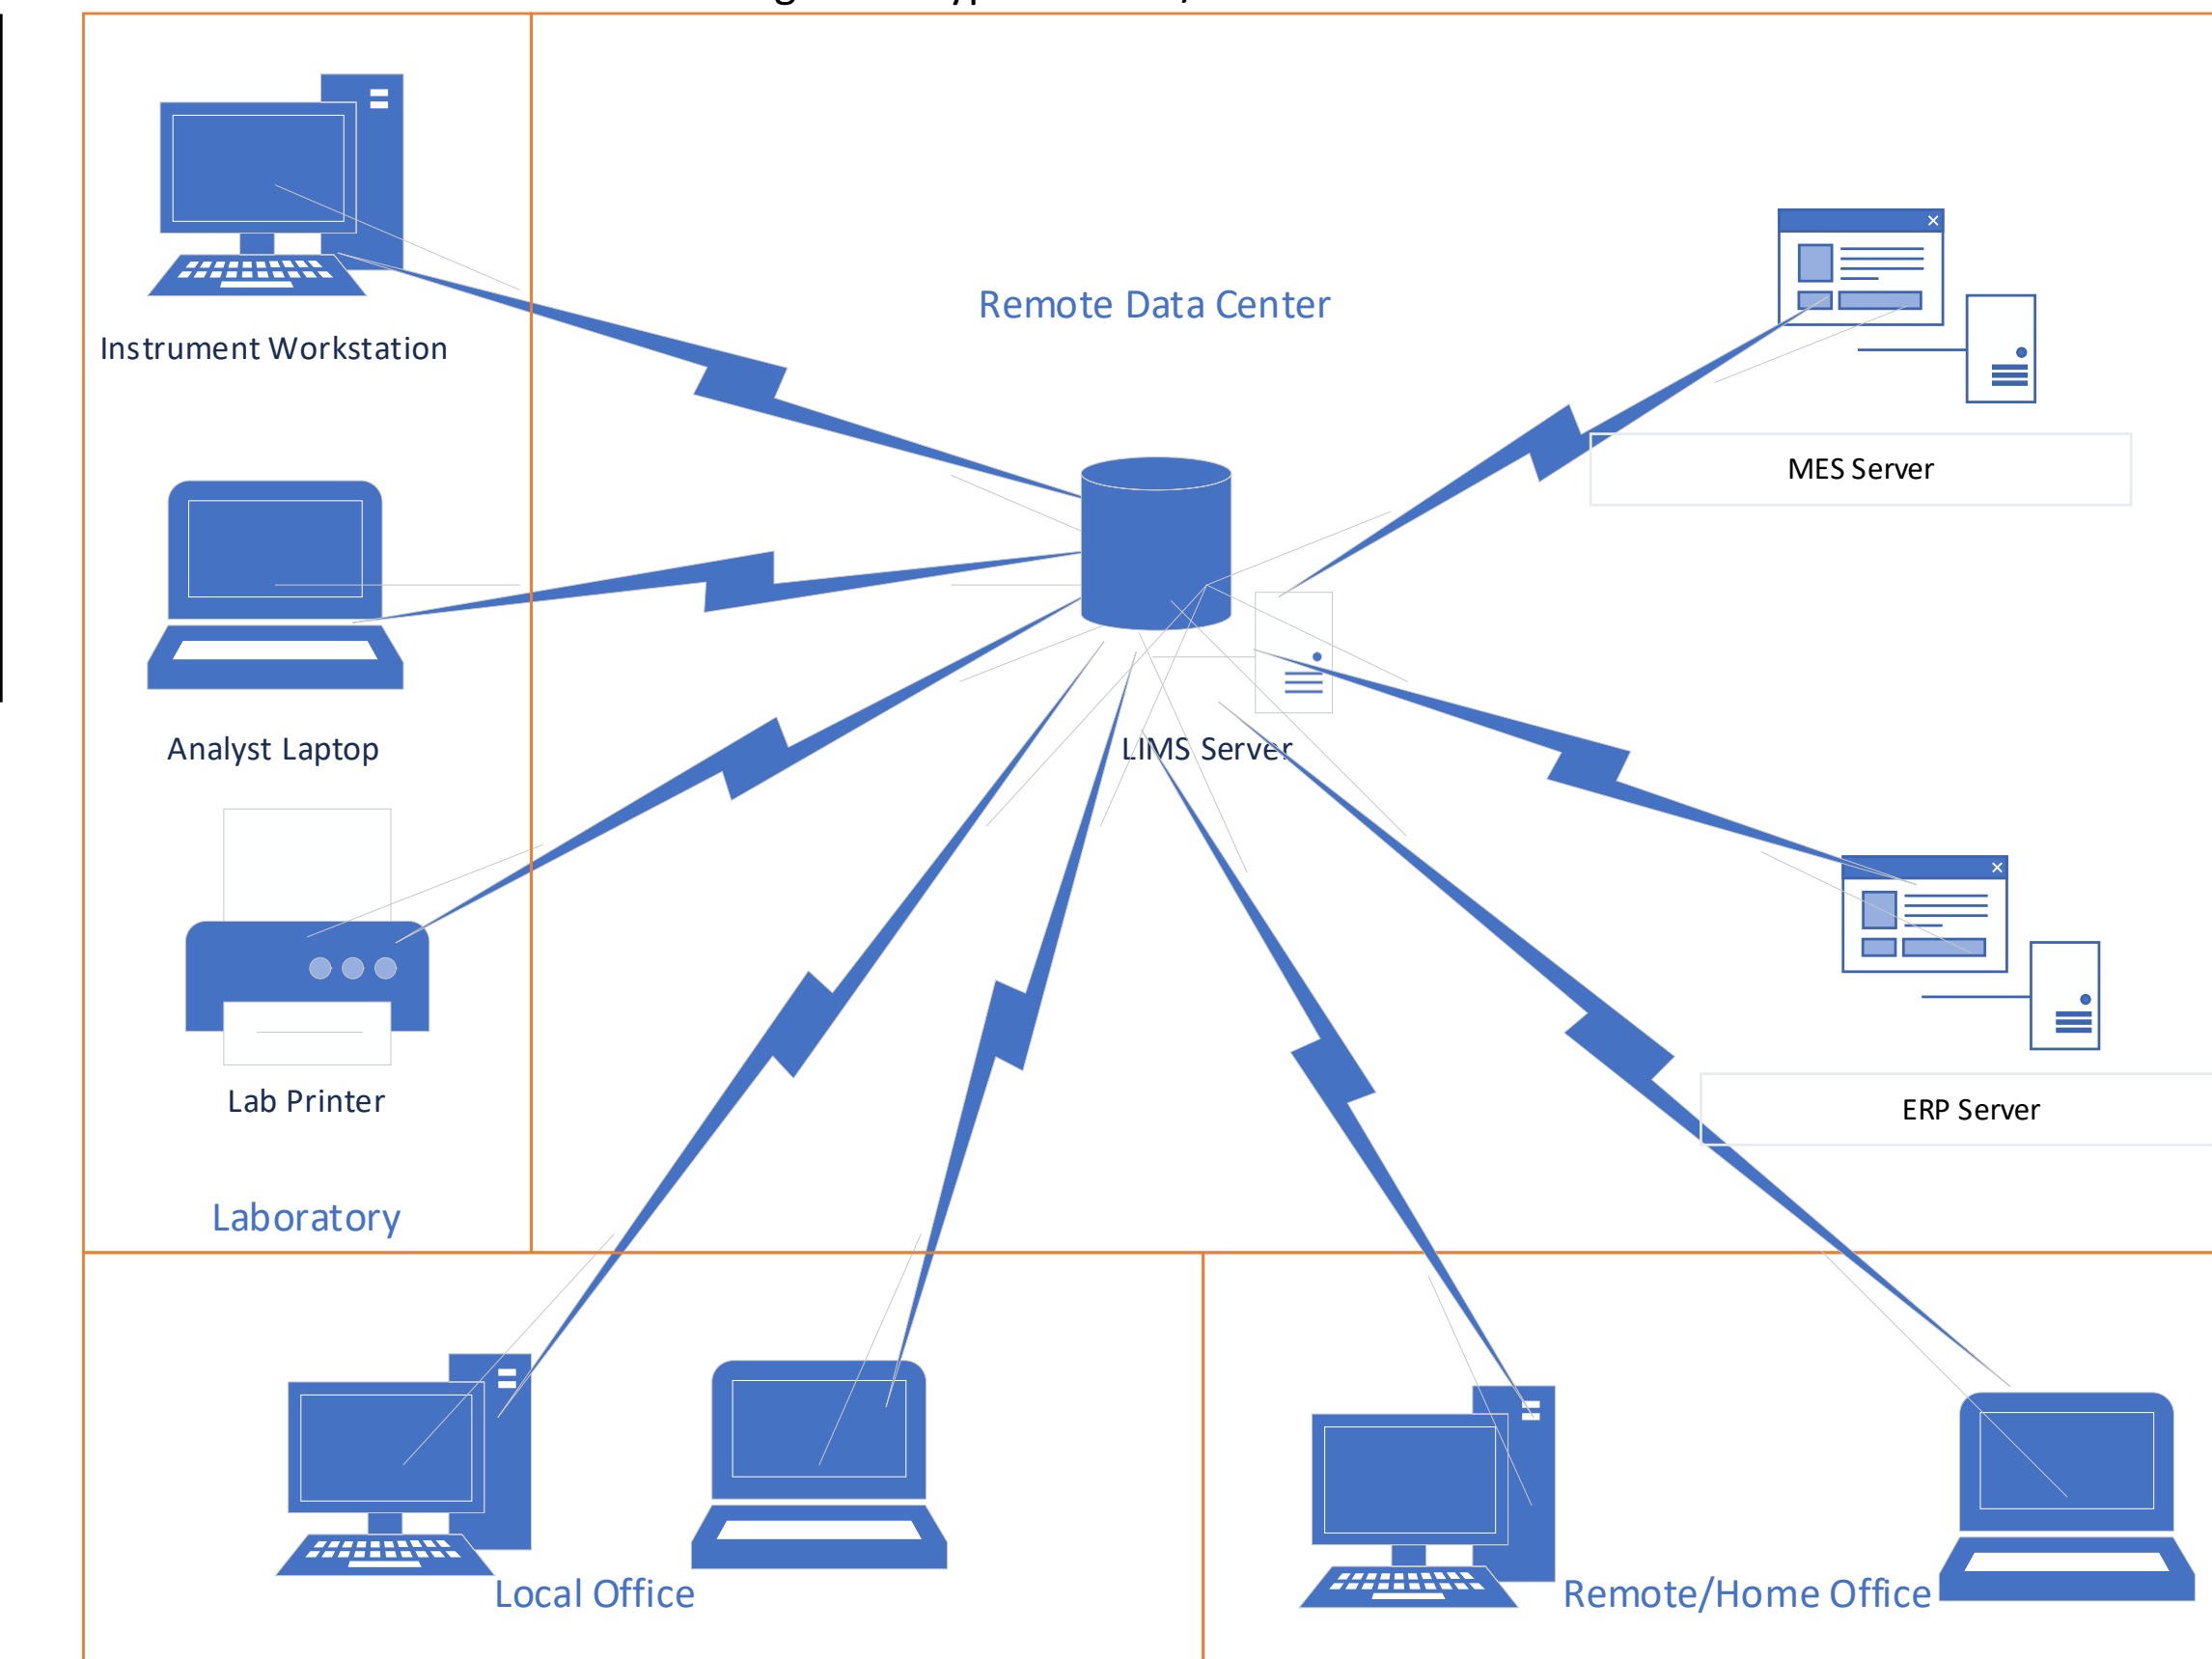 Remote Data Center
Instrument Workstation
MES Server
Analyst Laptop
LIMS Server
Lab Printer
ERP Server
Laboratory
Local Office
Remote/Home Office